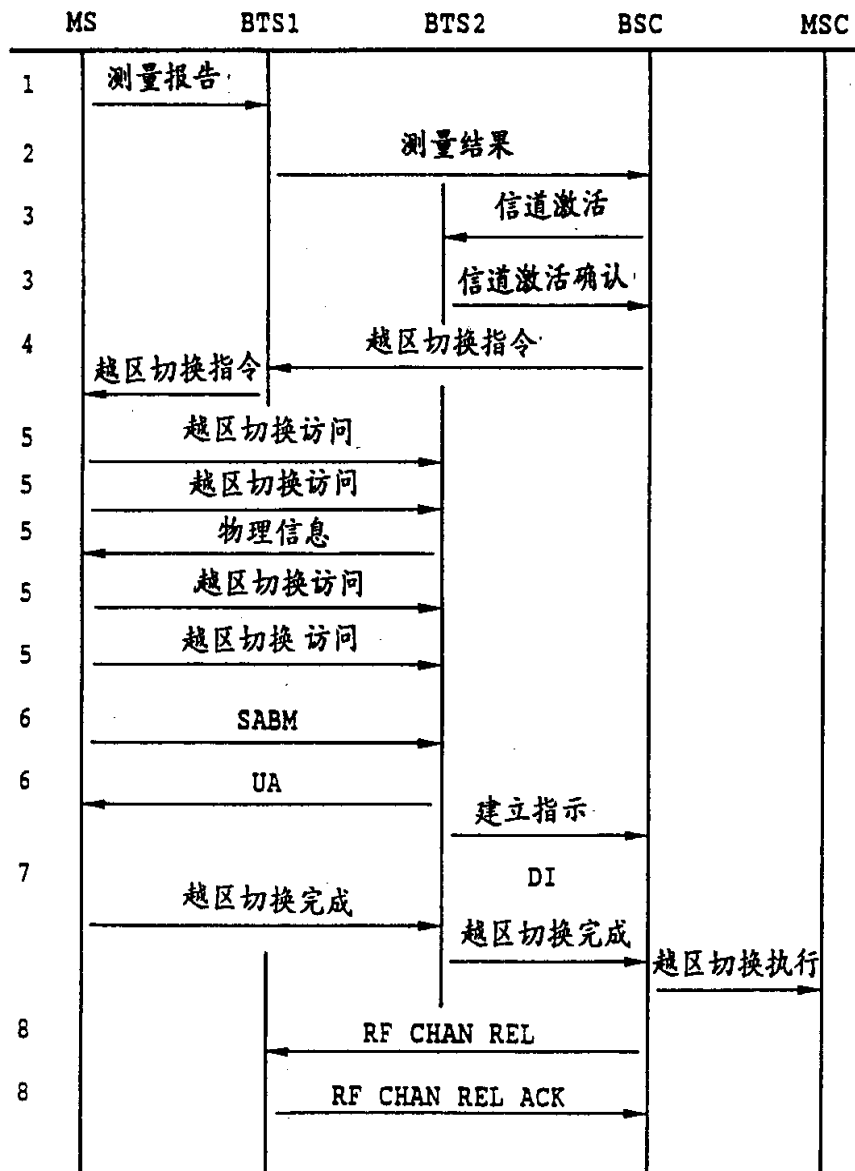 MS BTS1 BTS2 BSC MSC
1 测量报告
2 测量结果
3 信道激活
3 信道激活确认
4 越区切换指令
越区切换指令
5 越区切换访问
5 越区切换访问
5 物理信息
5 越区切换访问
5 越区切换访问
6 SABM
6 UA
建立指示
7 DI
越区切换完成
越区切换完成
越区切换执行
8 RF CHAN REL
8 RF CHAN REL ACK